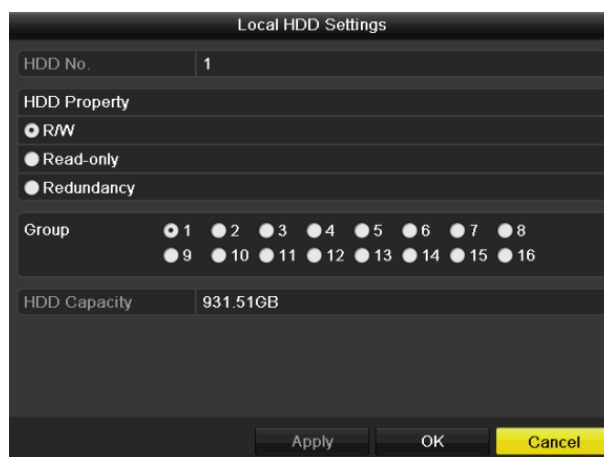 Local HDD Settings
HDD No. 1
HDD Property
R/W
Read-only
Redundancy
Group 1 2 3 4 5 6 7 8
9 10 11 12 13 14 15 16
HDD Capacity 931.51GB
Apply OK Cancel